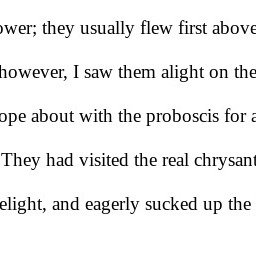 ower; they usually flew first above
however, I saw them alight on the
ope about with the proboscis for a
They had visited the real chrysant
elight, and eagerly sucked up the